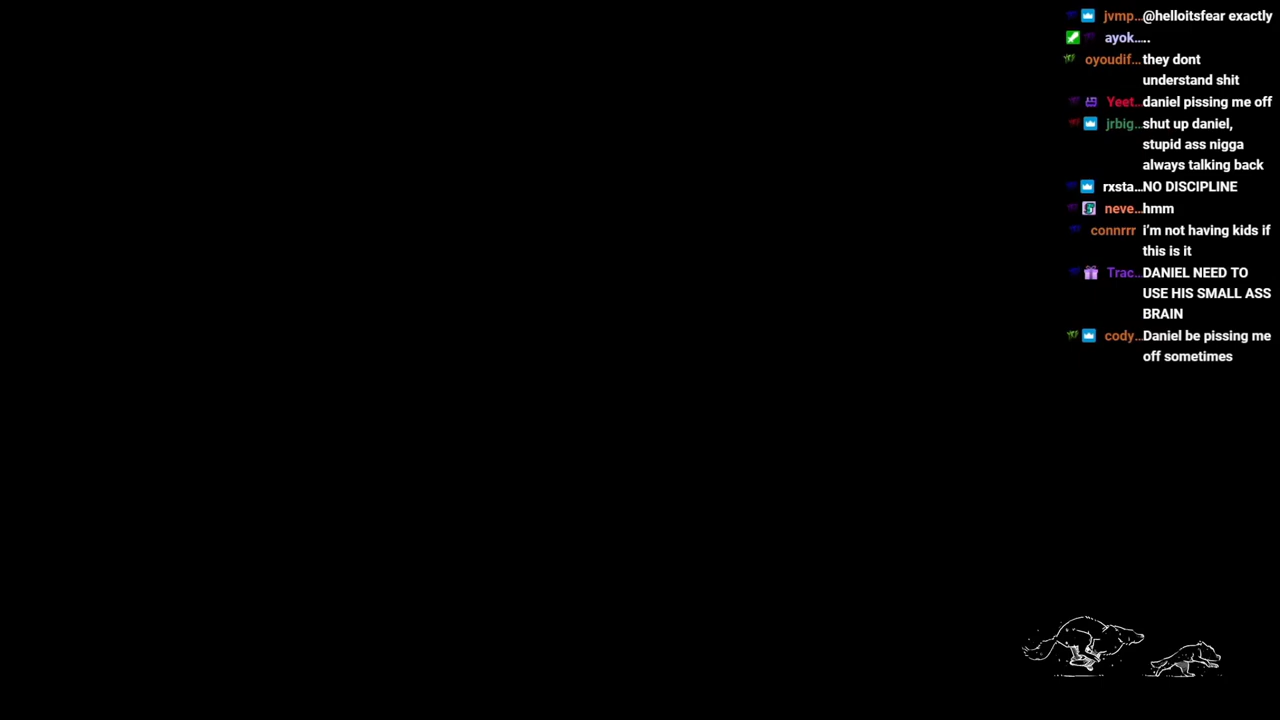 jvmp…@helloitsfear exactly
ayok…..
oyoudif…they dont
understand shit
Yeet…daniel pissing me off
jrbig…shut up daniel,
stupid ass nigga
always talking back
rxsta…NO DISCIPLINE
neve…hmm
connrrr i'm not having kids if
this is it
Trac…DANIEL NEED TO
USE HIS SMALL ASS
BRAIN
cody…Daniel be pissing me
off sometimes